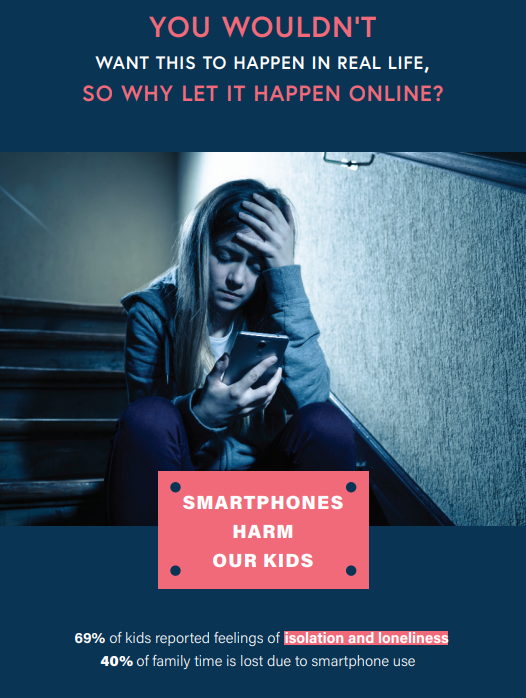 YOU WOULDN'T
WANT THIS TO HAPPEN IN REAL LIFE,
SO WHY LET IT HAPPEN ONLINE?
SMARTPHONES
HARM
OUR KIDS
69% of kids reported feelings of isolation and loneliness
40% of family time is lost due to smartphone use